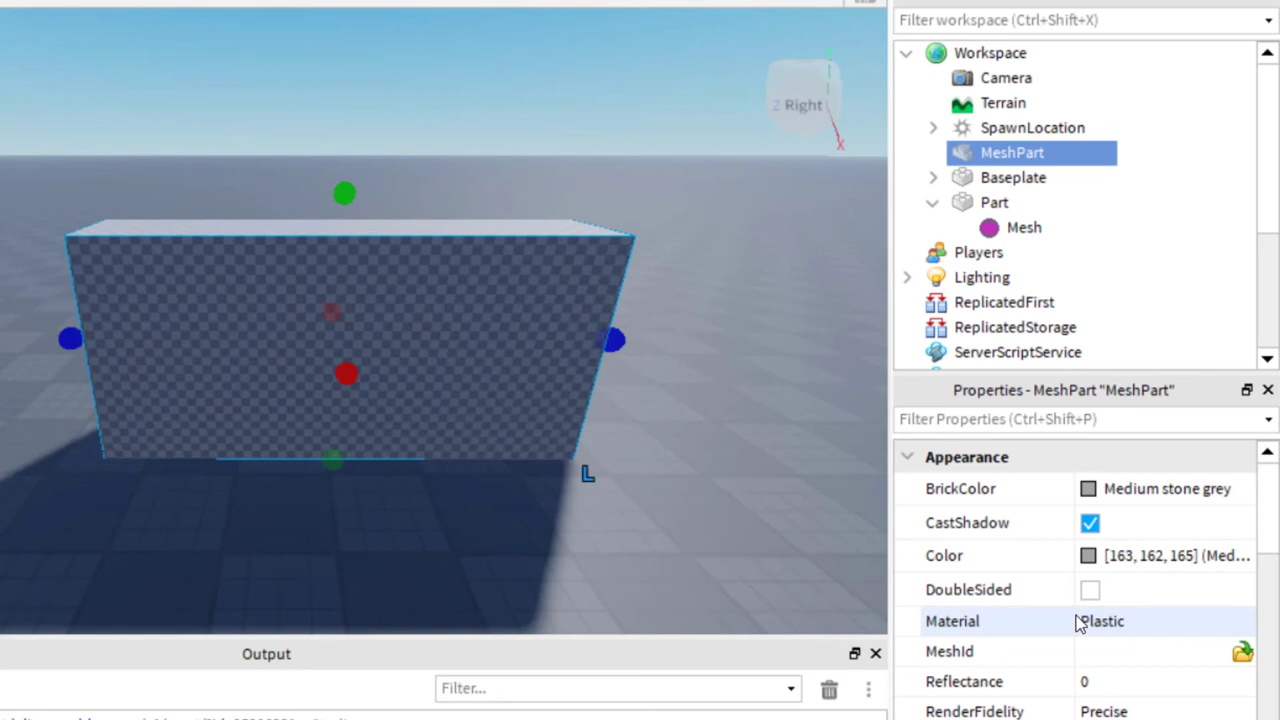 Filter workspace (Ctrl+Shift+X)
Workspace
Camera
Terrain
SpawnLocation
MeshPart
Baseplate
Part
Mesh
Players
Lighting
ReplicatedFirst
ReplicatedStorage
ServerScriptService
Z Right
X
L
Properties - MeshPart "MeshPart"
Filter Properties (Ctrl+Shift+P)
Appearance
BrickColor Medium stone grey
CastShadow
Color [163, 162, 165] (Med...
DoubleSided
Material Plastic
MeshId
Reflectance 0
RenderFidelity Precise
Output
Filter...